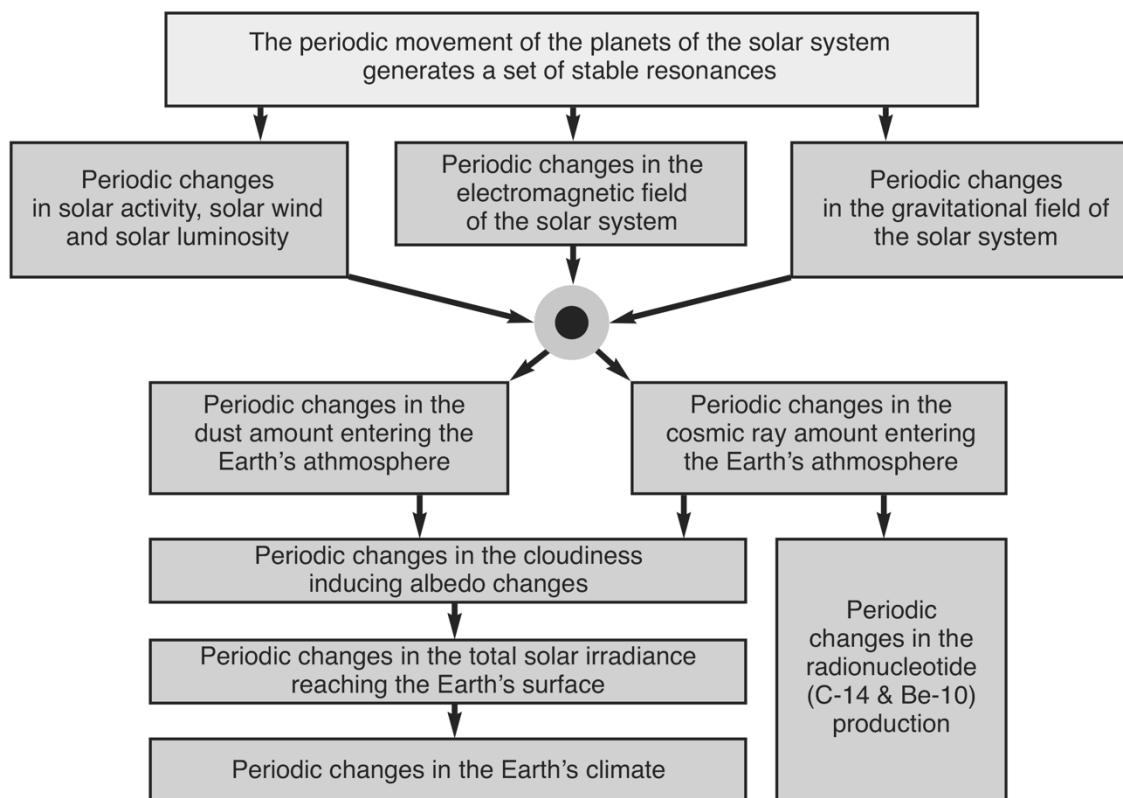 The periodic movement of the planets of the solar system
generates a set of stable resonances
Periodic changes
in solar activity, solar wind
and solar luminosity
Periodic changes in the
electromagnetic field
of the solar system
Periodic changes
in the gravitational field of
the solar system
Periodic changes in the
dust amount entering the
Earth's athmosphere
Periodic changes in the
cosmic ray amount entering
the Earth's athmosphere
Periodic changes in the cloudiness
inducing albedo changes
Periodic changes in the total solar irradiance
reaching the Earth's surface
Periodic changes in the Earth's climate
Periodic
changes in the
radionucleotide
(C-14 & Be-10)
production